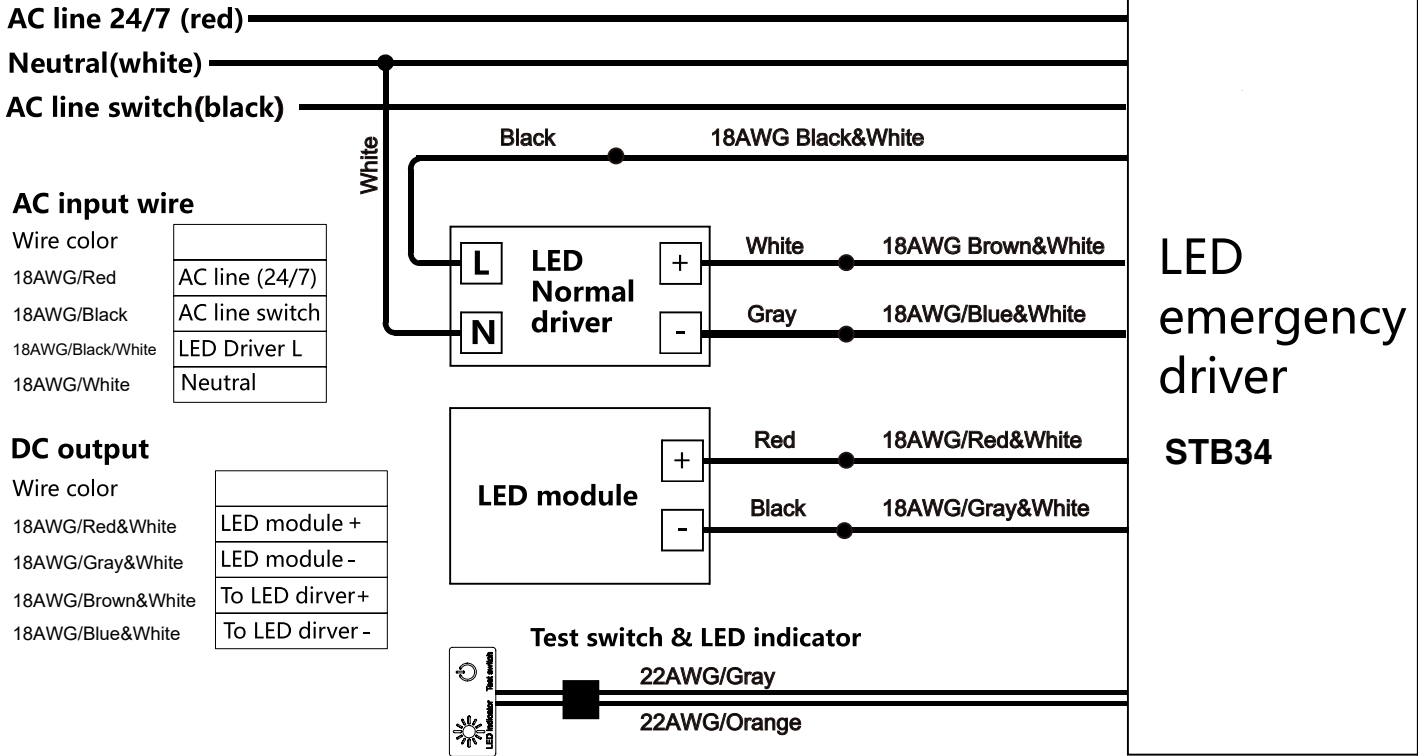 AC line 24/7 (red)
Neutral(white)
AC line switch(black)
Black 18AWG Black&White
White
AC input wire
Wire color
18AWG/Red AC line (24/7)
18AWG/Black AC line switch
18AWG/Black/White LED Driver L
18AWG/White Neutral
L LED Normal driver + White 18AWG Brown&White
N - Gray 18AWG/Blue&White
LED
emergency
driver
STB34
DC output
Wire color
18AWG/Red&White LED module +
18AWG/Gray&White LED module -
18AWG/Brown&White To LED dirver+
18AWG/Blue&White To LED dirver -
LED module
+ Red 18AWG/Red&White
- Black 18AWG/Gray&White
Test switch & LED indicator
Test switch
LED indicator
22AWG/Gray
22AWG/Orange